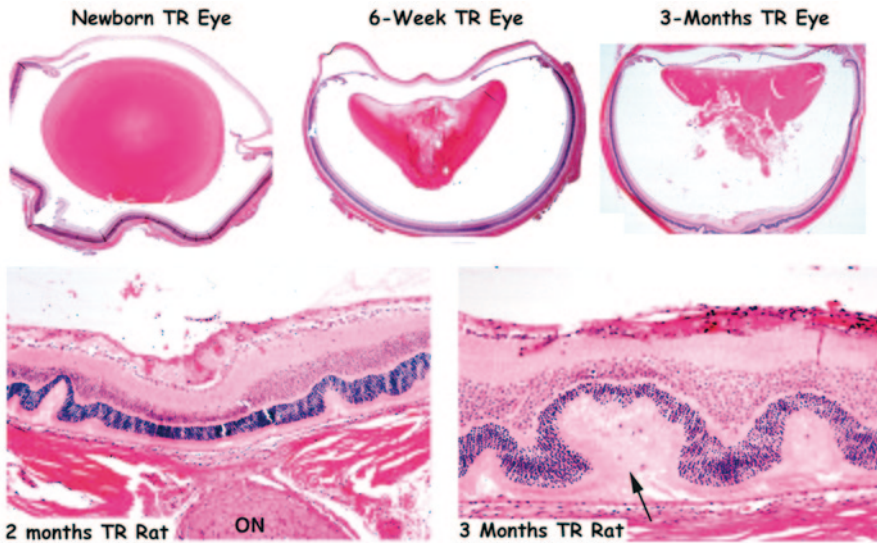 Newborn TR Eye
6-Week TR Eye
3-Months TR Eye
2 months TR Rat
ON
3 Months TR Rat